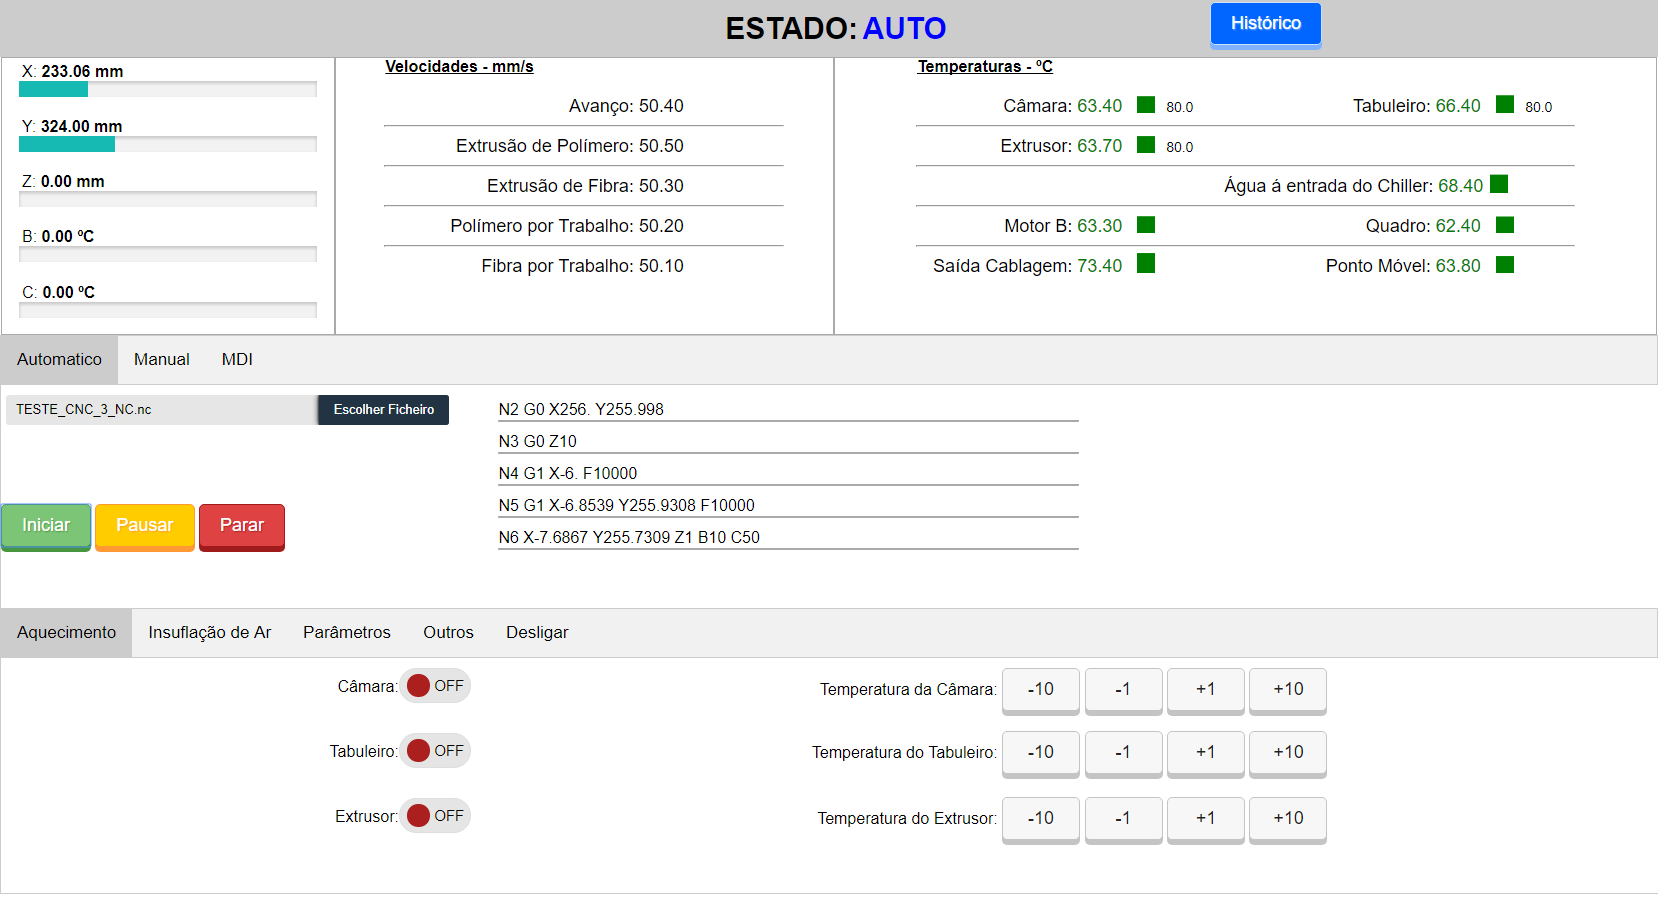 ESTADO: AUTO
Histórico
X: 233.06 mm
Y: 324.00 mm
Z: 0.00 mm
B: 0.00 ºC
C: 0.00 ºC
Velocidades - mm/s
Avanço: 50.40
Extrusão de Polímero: 50.50
Extrusão de Fibra: 50.30
Polímero por Trabalho: 50.20
Fibra por Trabalho: 50.10
Temperaturas - ºC
Câmara: 63.40 80.0 Tabuleiro: 66.40 80.0
Extrusor: 63.70 80.0
Água á entrada do Chiller: 68.40
Motor B: 63.30 Quadro: 62.40
Saída Cablagem: 73.40 Ponto Móvel: 63.80
Automatico Manual MDI
TESTE_CNC_3_NC.nc Escolher Ficheiro
Iniciar Pausar Parar
N2 G0 X256. Y255.998
N3 G0 Z10
N4 G1 X-6. F10000
N5 G1 X-6.8539 Y255.9308 F10000
N6 X-7.6867 Y255.7309 Z1 B10 C50
Aquecimento Insuflação de Ar Parâmetros Outros Desligar
Câmara: OFF
Tabuleiro: OFF
Extrusor: OFF
Temperatura da Câmara: -10 -1 +1 +10
Temperatura do Tabuleiro: -10 -1 +1 +10
Temperatura do Extrusor: -10 -1 +1 +10